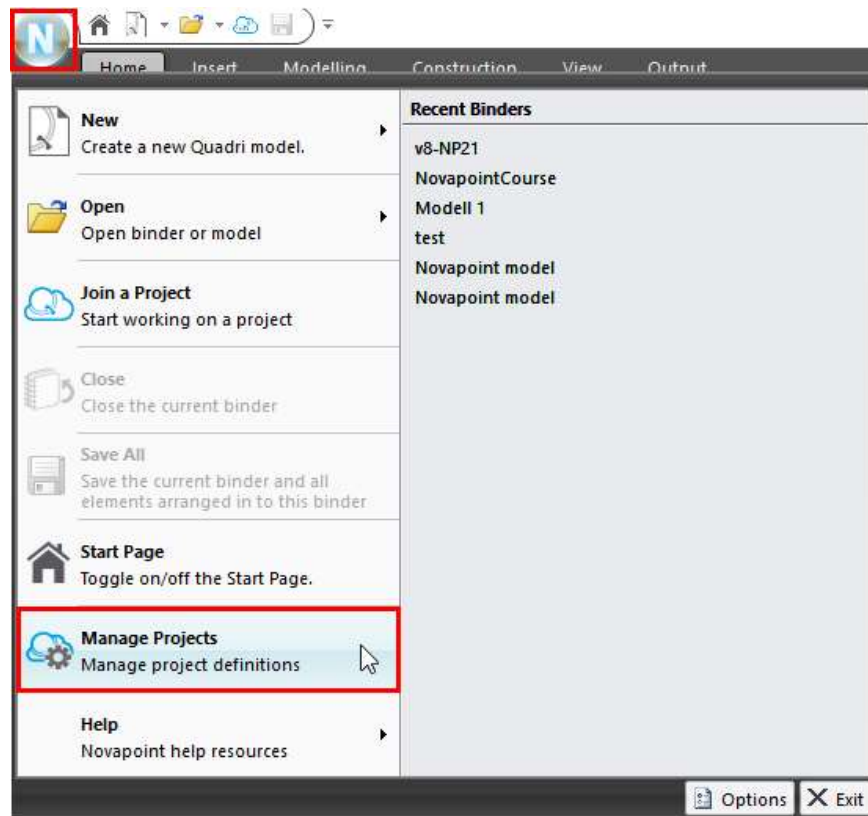 N
Home Insert Modelling Construction View Output
New
Create a new Quadri model.
Open
Open binder or model
Join a Project
Start working on a project
Close
Close the current binder
Save All
Save the current binder and all
elements arranged in to this binder
Start Page
Toggle on/off the Start Page.
Manage Projects
Manage project definitions
Help
Novapoint help resources
Recent Binders
v8-NP21
NovapointCourse
Modell 1
test
Novapoint model
Novapoint model
Options Exit